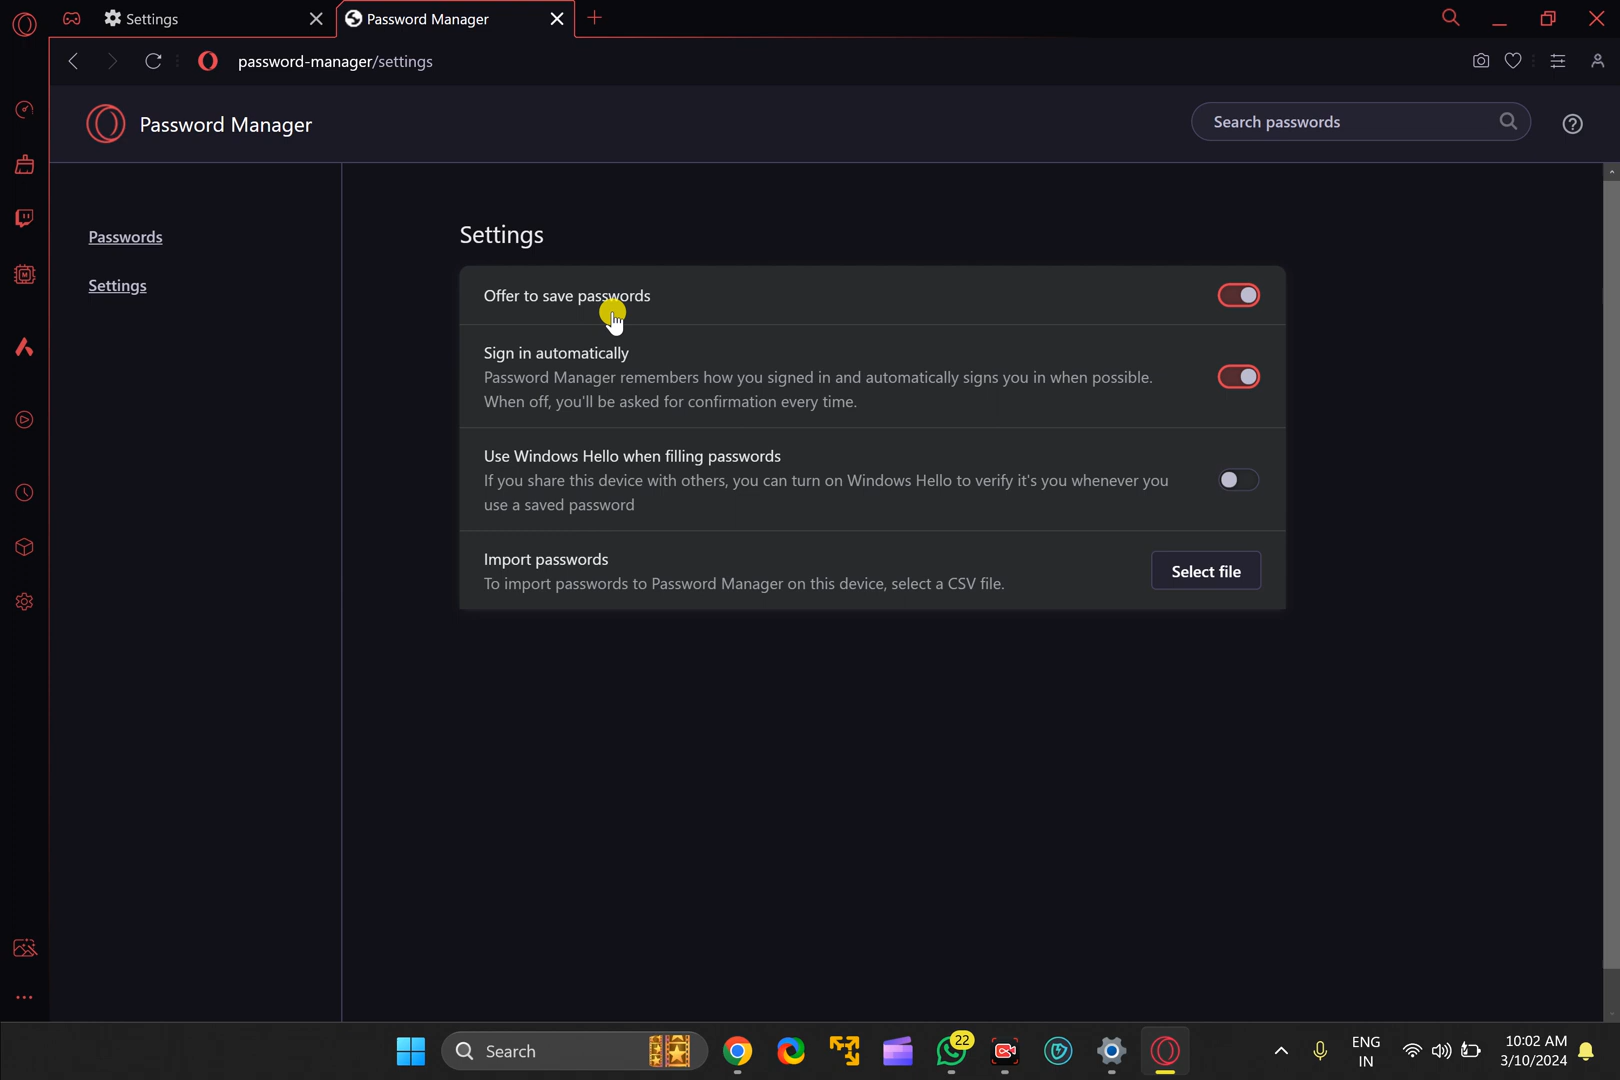 Settings
Password Manager
password-manager/settings
Password Manager
Search passwords
Passwords
Settings
Settings
Offer to save passwords
Sign in automatically
Password Manager remembers how you signed in and automatically signs you in when possible.
When off, you'll be asked for confirmation every time.
Use Windows Hello when filling passwords
If you share this device with others, you can turn on Windows Hello to verify it's you whenever you
use a saved password
Import passwords
To import passwords to Password Manager on this device, select a CSV file.
Select file
Search
22
ENG
IN
10:02 AM
3/10/2024